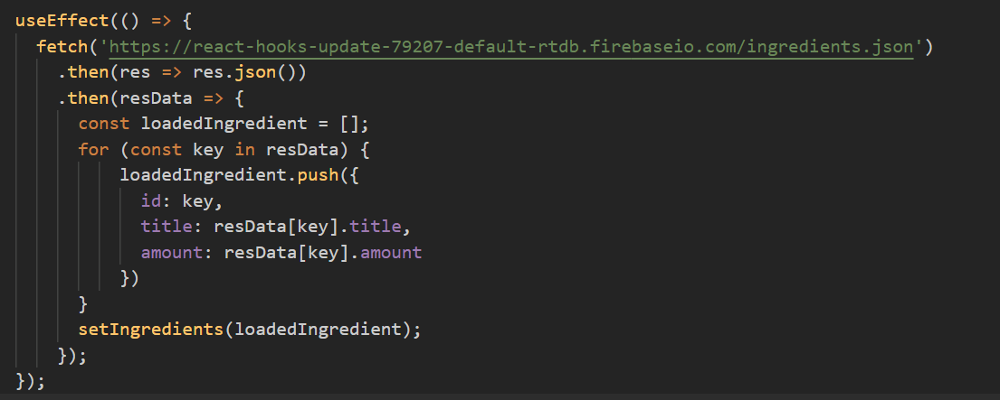 useEffect(() => {
  fetch('https://react-hooks-update-79207-default-rtdb.firebaseio.com/ingredients.json')
    .then(res => res.json())
    .then(resData => {
      const loadedIngredient = [];
      for (const key in resData) {
          loadedIngredient.push({
            id: key,
            title: resData[key].title,
            amount: resData[key].amount
          })
      }
      setIngredients(loadedIngredient);
    });
});